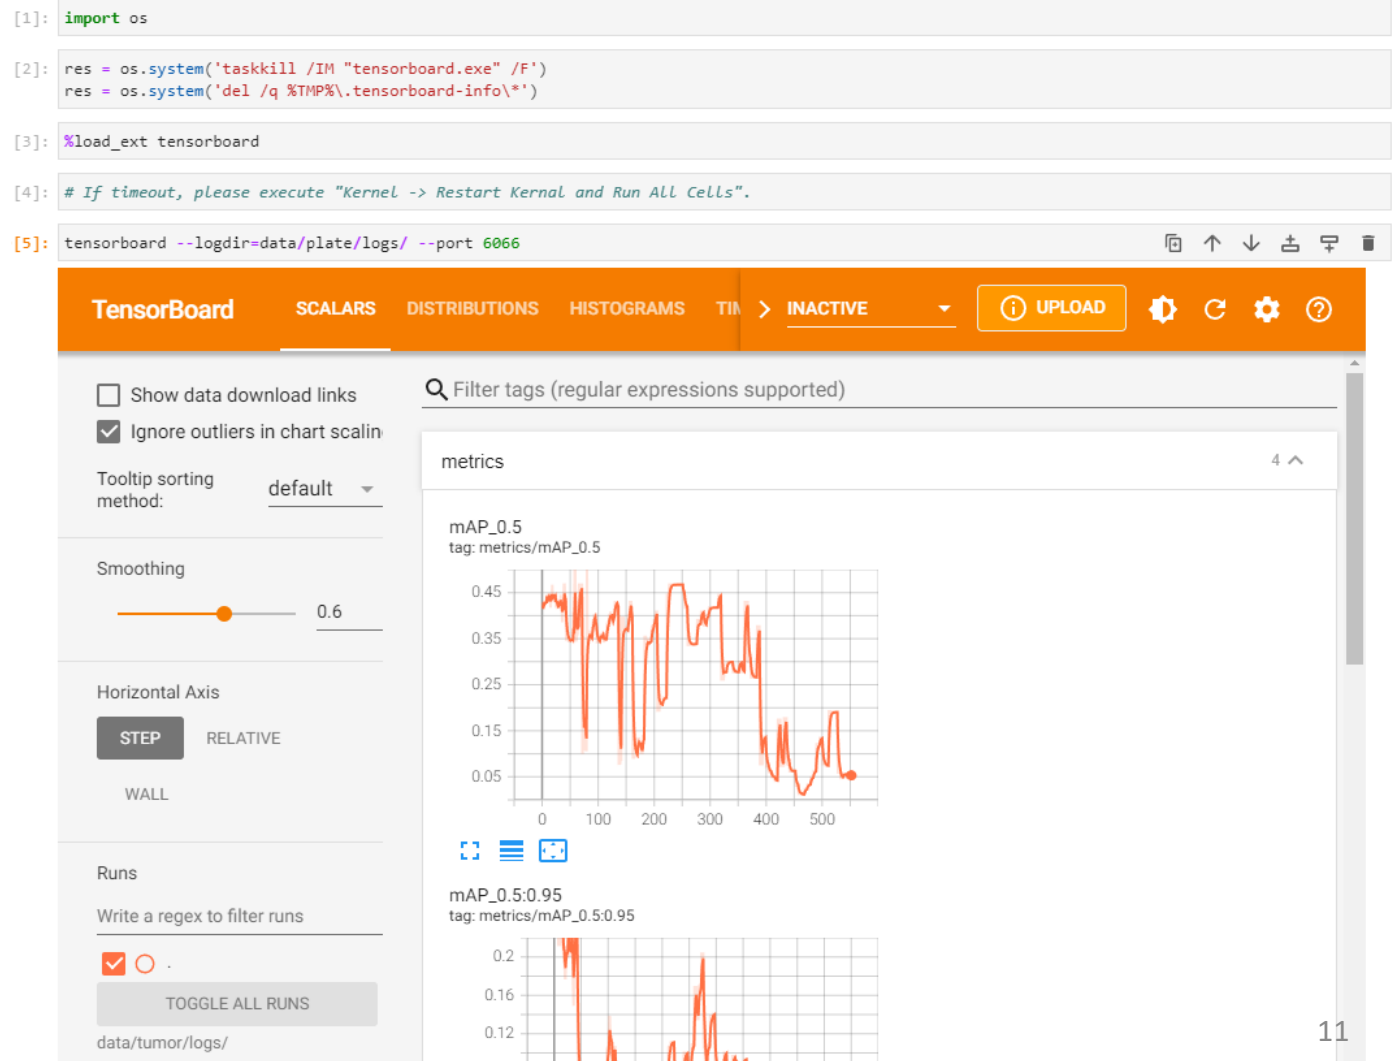 [1]: import os
[2]: res = os.system('taskkill /IM "tensorboard.exe" /F')
res = os.system('del /q %TMP%\.tensorboard-info\*')
[3]: %load_ext tensorboard
[4]: # If timeout, please execute "Kernel -> Restart Kernal and Run All Cells".
[5]: tensorboard --logdir=data/plate/logs/ --port 6066
TensorBoard SCALARS DISTRIBUTIONS HISTOGRAMS TIM INACTIVE UPLOAD
Show data download links
Ignore outliers in chart scalin
Tooltip sorting
method:
default
Smoothing
0.6
Horizontal Axis
STEP RELATIVE
WALL
Runs
Write a regex to filter runs
.
TOGGLE ALL RUNS
data/tumor/logs/
Filter tags (regular expressions supported)
metrics 4
mAP_0.5
tag: metrics/mAP_0.5
0.45
0.35
0.25
0.15
0.05
0 100 200 300 400 500
mAP_0.5:0.95
tag: metrics/mAP_0.5:0.95
0.2
0.16
0.12
11